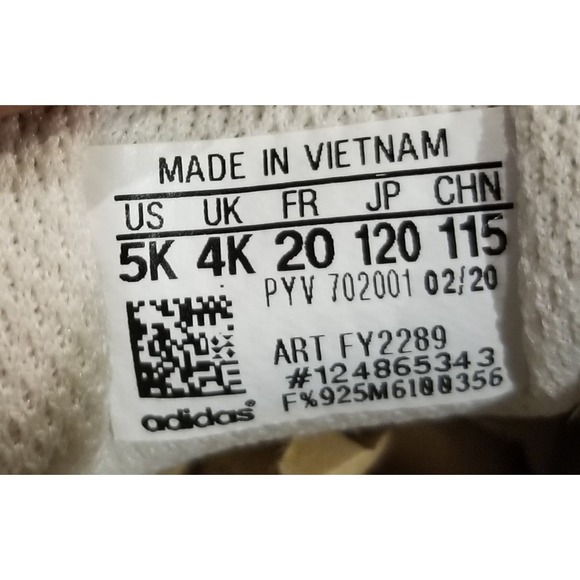 MADE IN VIETNAM
US UK FR JP CHN
5K 4K 20 120 115
PYV 702001 02/20
ART FY2289
#124865343
F%925M6100356
adidas®